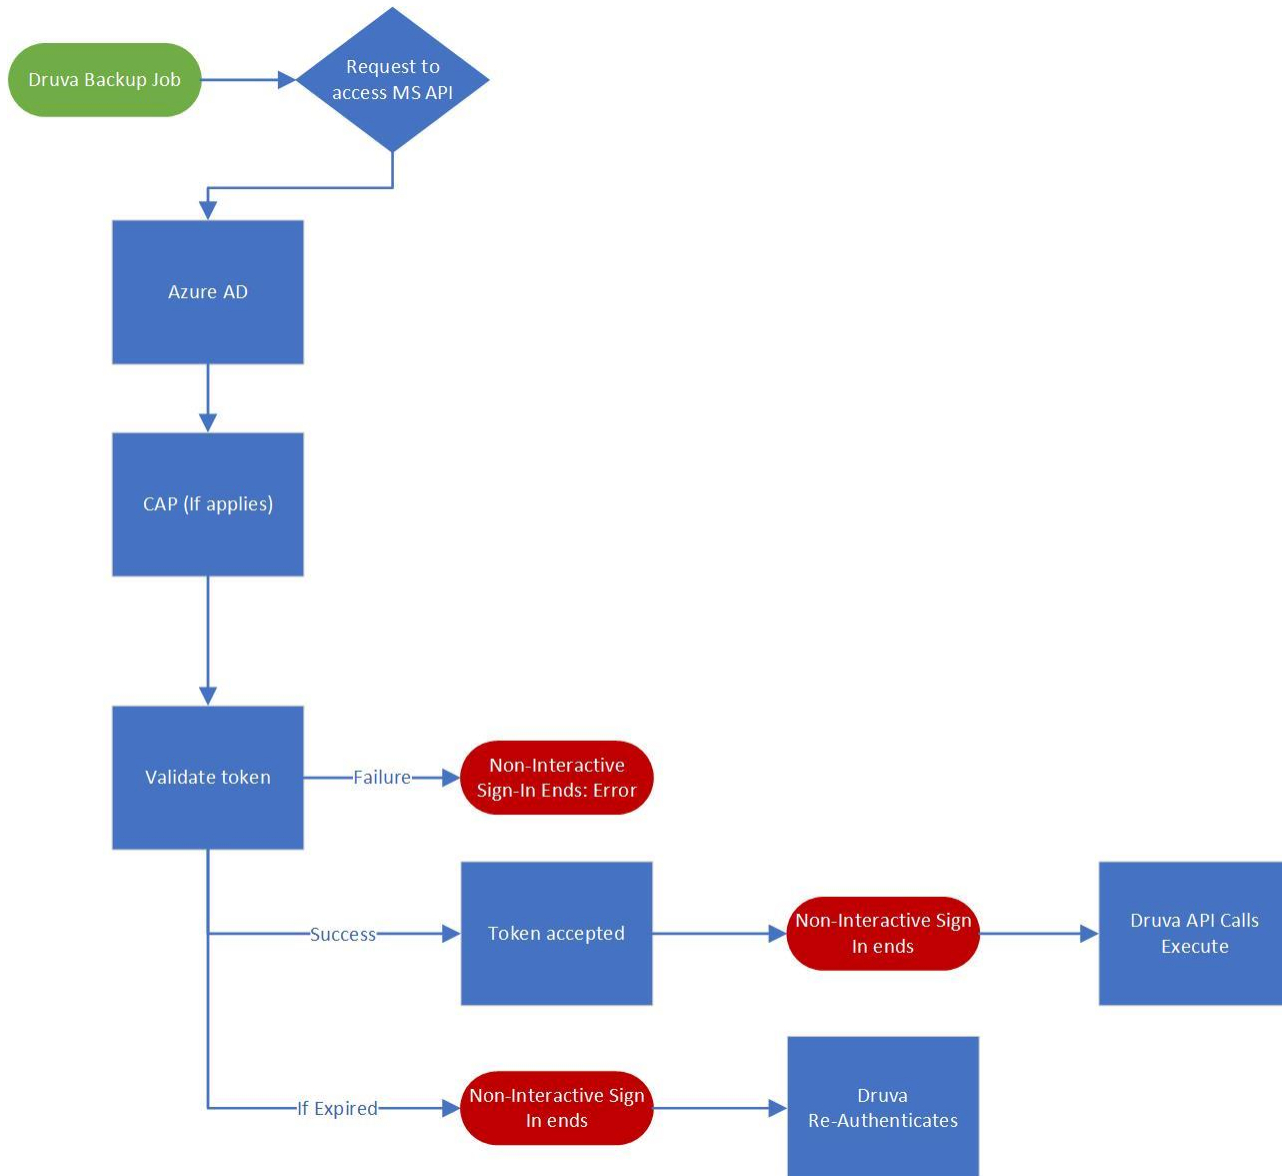 Druva Backup Job
Request to
access MS API
Azure AD
CAP (If applies)
Validate token
Failure
Non-Interactive
Sign-In Ends: Error
Success
Token accepted
Non-Interactive Sign
In ends
Druva API Calls
Execute
If Expired
Non-Interactive Sign
In ends
Druva
Re-Authenticates